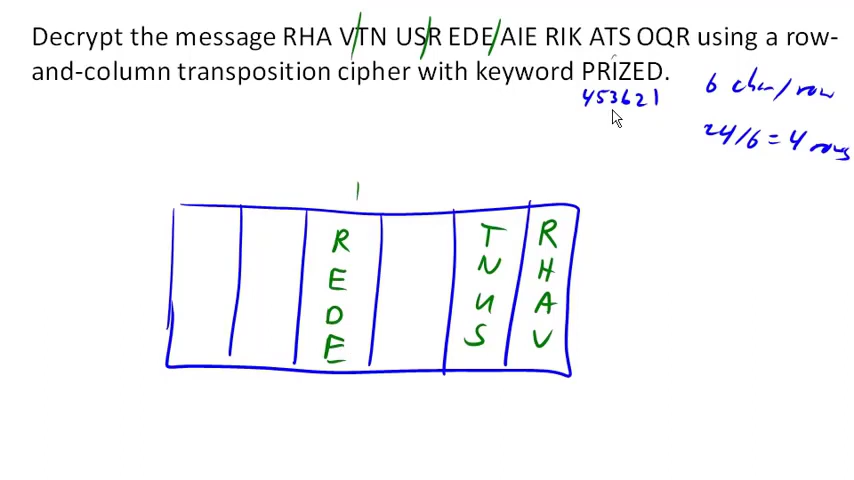 Decrypt the message RHA VTN USR EDE AIE RIK ATS OQR using a row-
and-column transposition cipher with keyword PRIZED.
453621
6 char/row
24/6 = 4 rows
R T R
E N H
D U A
E S V